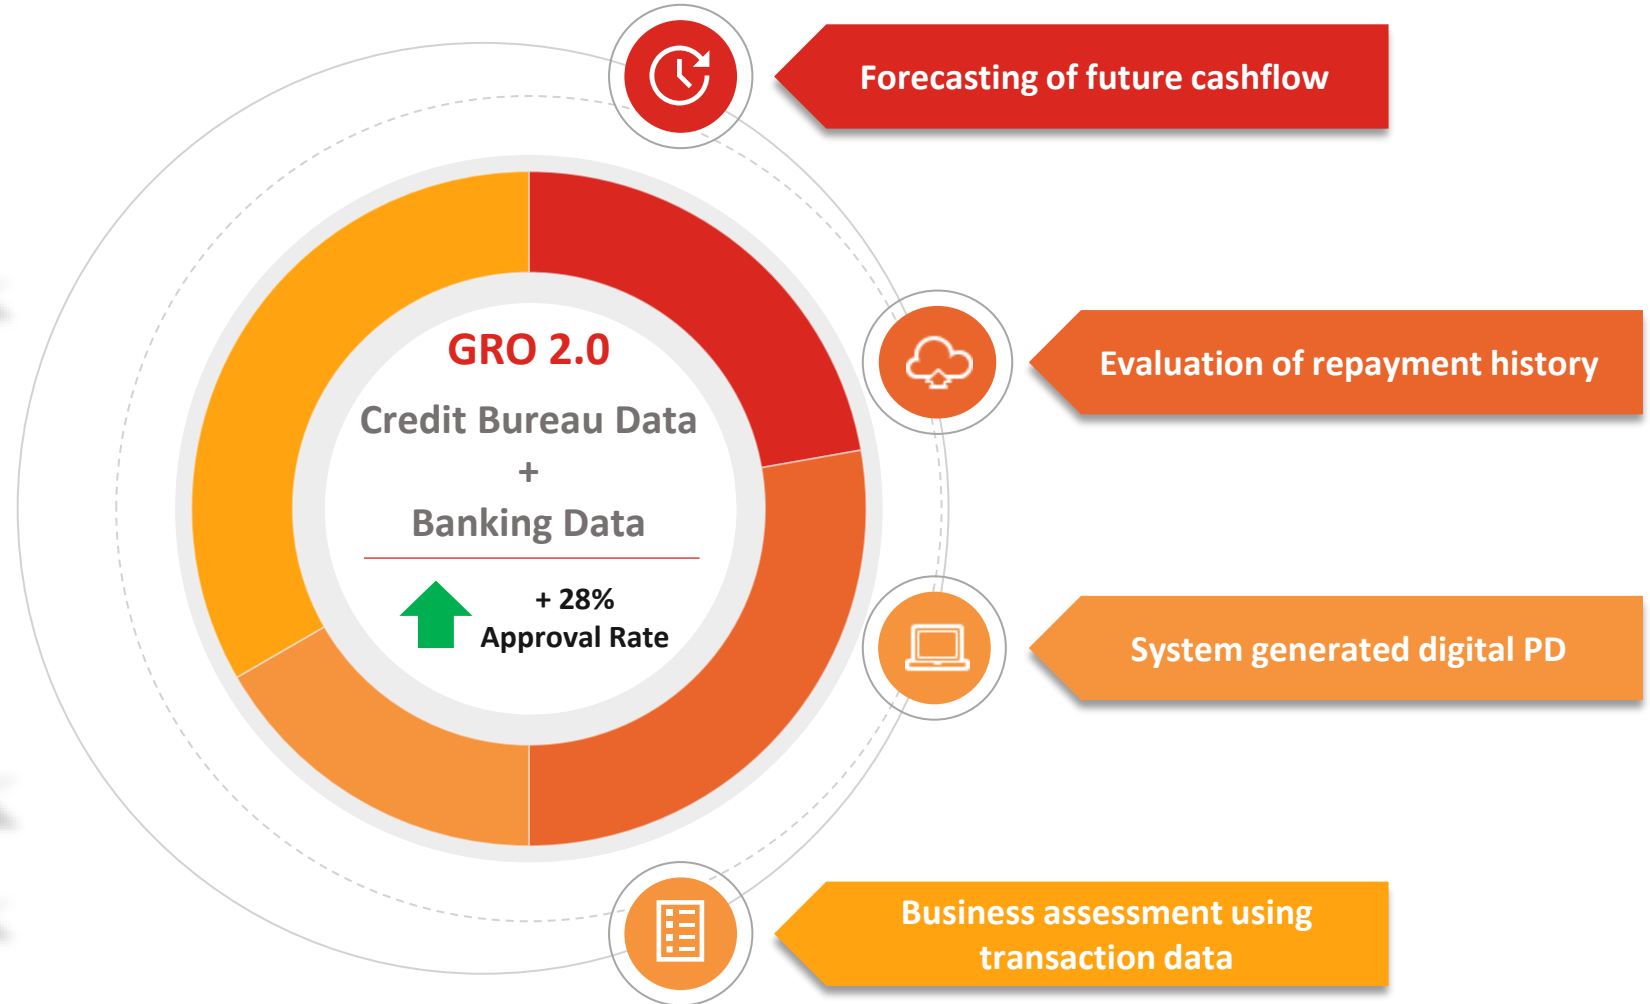 Forecasting of future cashflow
Evaluation of repayment history
GRO 2.0
Credit Bureau Data
+
Banking Data
+ 28%
Approval Rate
System generated digital PD
Business assessment using
transaction data